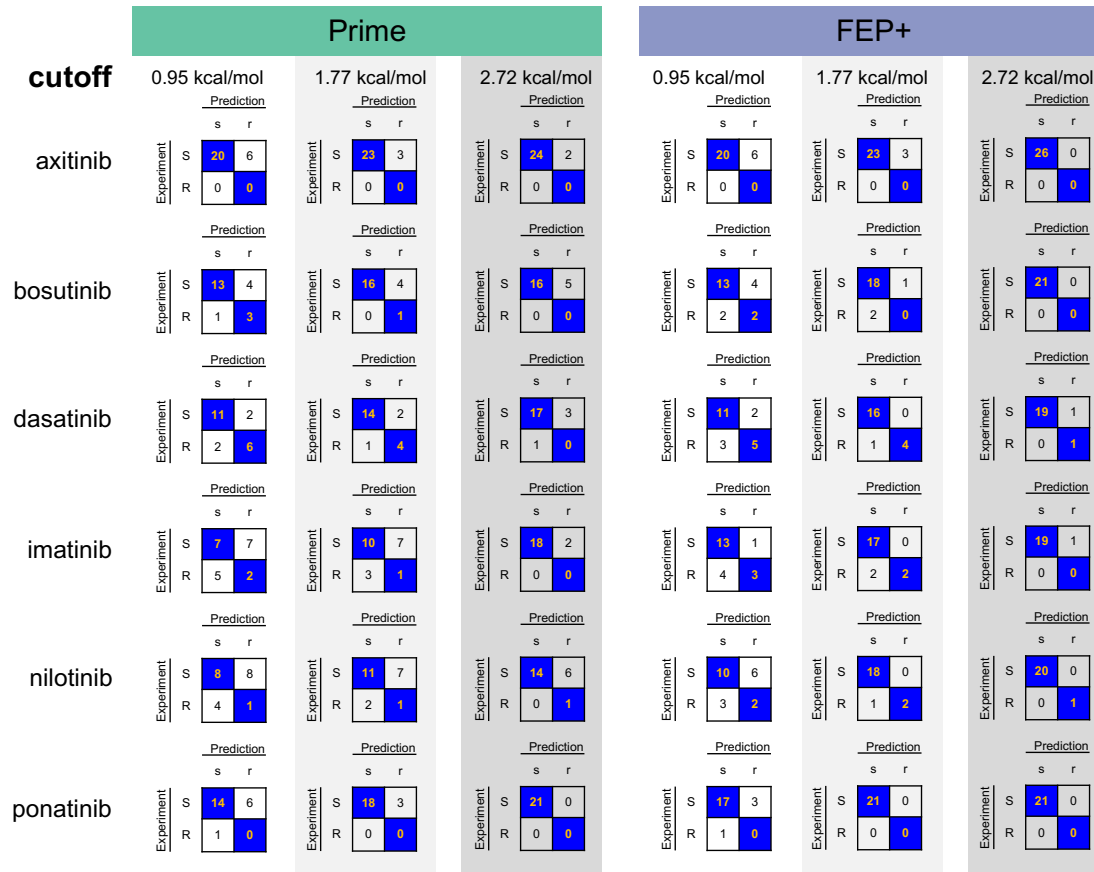 Prime FEP+
cutoff 0.95 kcal/mol 1.77 kcal/mol 2.72 kcal/mol 0.95 kcal/mol 1.77 kcal/mol 2.72 kcal/mol
Prediction Prediction Prediction Prediction Prediction Prediction
s r s r s r s r s r s r
axitinib Experiment S 20 6 Experiment S 23 3 Experiment S 24 2 Experiment S 20 6 Experiment S 23 3 Experiment S 26 0
R 0 0 R 0 0 R 0 0 R 0 0 R 0 0 R 0 0
Prediction Prediction Prediction Prediction Prediction Prediction
s r s r s r s r s r s r
bosutinib Experiment S 13 4 Experiment S 16 4 Experiment S 16 5 Experiment S 13 4 Experiment S 18 1 Experiment S 21 0
R 1 3 R 0 1 R 0 0 R 2 2 R 2 0 R 0 0
Prediction Prediction Prediction Prediction Prediction Prediction
s r s r s r s r s r s r
dasatinib Experiment S 11 2 Experiment S 14 2 Experiment S 17 3 Experiment S 11 2 Experiment S 16 0 Experiment S 19 1
R 2 6 R 1 4 R 1 0 R 3 5 R 1 4 R 0 1
Prediction Prediction Prediction Prediction Prediction Prediction
s r s r s r s r s r s r
imatinib Experiment S 7 7 Experiment S 10 7 Experiment S 18 2 Experiment S 13 1 Experiment S 17 0 Experiment S 19 1
R 5 2 R 3 1 R 0 0 R 4 3 R 2 2 R 0 0
Prediction Prediction Prediction Prediction Prediction Prediction
s r s r s r s r s r s r
nilotinib Experiment S 8 8 Experiment S 11 7 Experiment S 14 6 Experiment S 10 6 Experiment S 18 0 Experiment S 20 0
R 4 1 R 2 1 R 0 1 R 3 2 R 1 2 R 0 1
Prediction Prediction Prediction Prediction Prediction Prediction
s r s r s r s r s r s r
ponatinib Experiment S 14 6 Experiment S 18 3 Experiment S 21 0 Experiment S 17 3 Experiment S 21 0 Experiment S 21 0
R 1 0 R 0 0 R 0 0 R 1 0 R 0 0 R 0 0